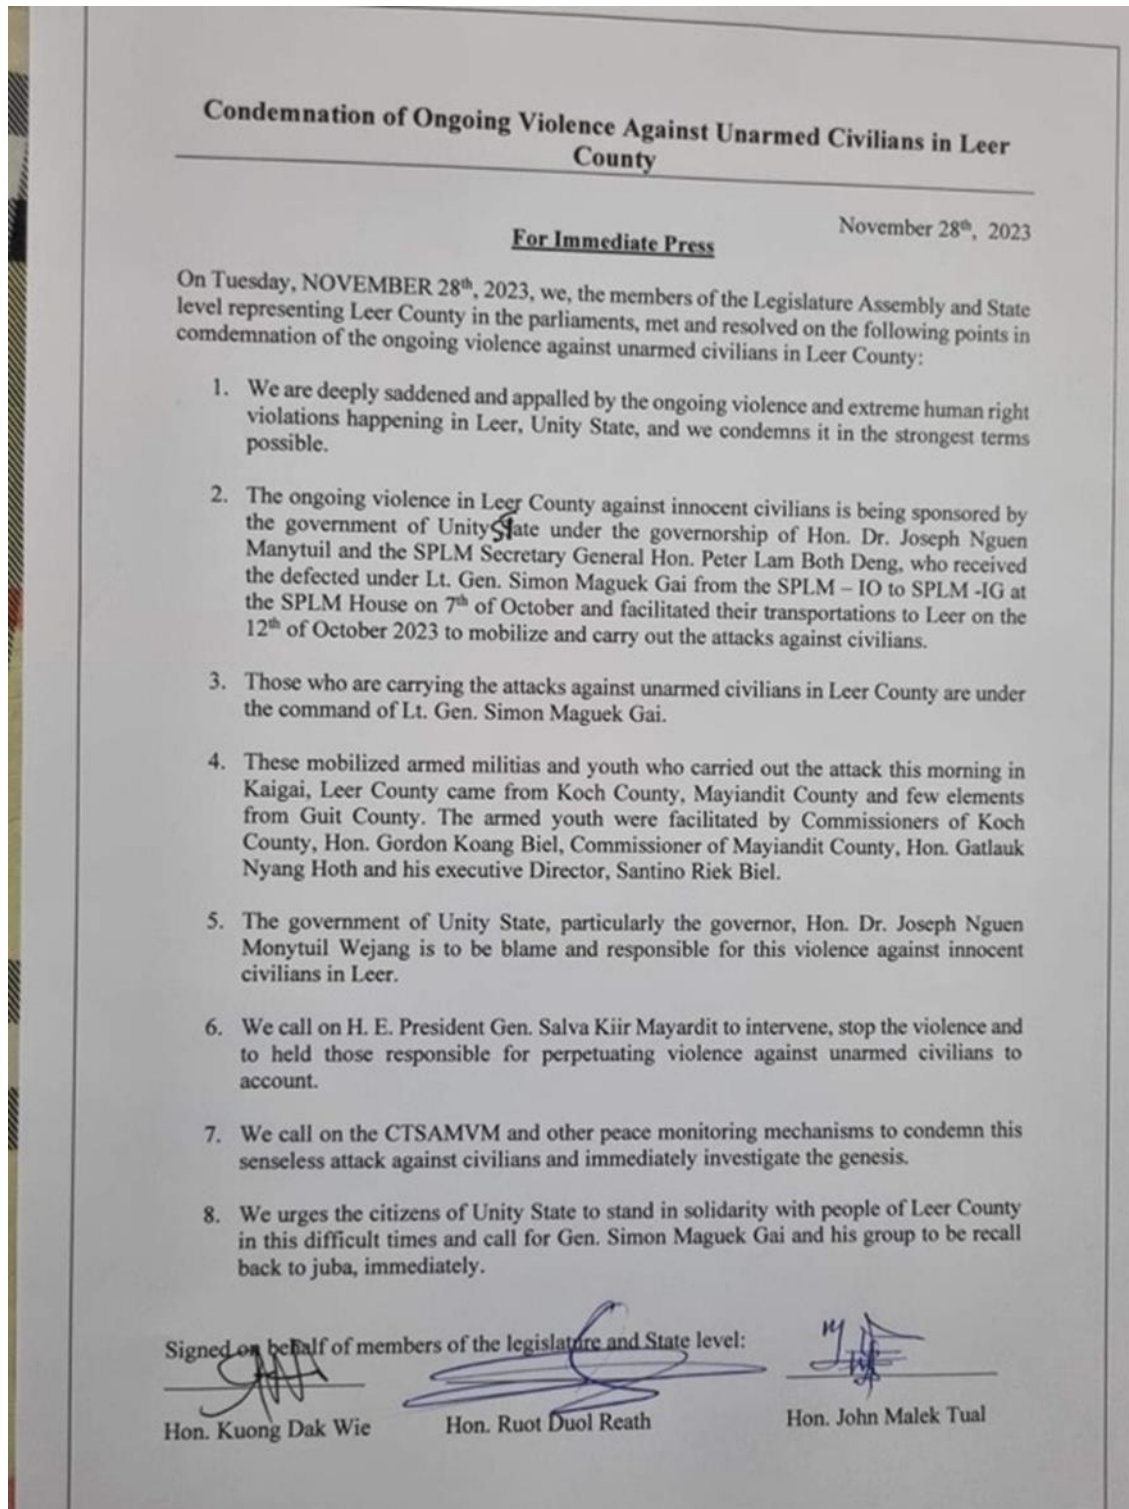 Condemnation of Ongoing Violence Against Unarmed Civilians in Leer
County
November 28th, 2023
For Immediate Press
On Tuesday, NOVEMBER 28th, 2023, we, the members of the Legislature Assembly and State
level representing Leer County in the parliaments, met and resolved on the following points in
comdemnation of the ongoing violence against unarmed civilians in Leer County:
1. We are deeply saddened and appalled by the ongoing violence and extreme human right
violations happening in Leer, Unity State, and we condemns it in the strongest terms
possible.
2. The ongoing violence in Leer County against innocent civilians is being sponsored by
the government of Unity State under the governorship of Hon. Dr. Joseph Nguen
Manytuil and the SPLM Secretary General Hon. Peter Lam Both Deng, who received
the defected under Lt. Gen. Simon Maguek Gai from the SPLM – IO to SPLM -IG at
the SPLM House on 7th of October and facilitated their transportations to Leer on the
12th of October 2023 to mobilize and carry out the attacks against civilians.
3. Those who are carrying the attacks against unarmed civilians in Leer County are under
the command of Lt. Gen. Simon Maguek Gai.
4. These mobilized armed militias and youth who carried out the attack this morning in
Kaigai, Leer County came from Koch County, Mayiandit County and few elements
from Guit County. The armed youth were facilitated by Commissioners of Koch
County, Hon. Gordon Koang Biel, Commissioner of Mayiandit County, Hon. Gatlauk
Nyang Hoth and his executive Director, Santino Riek Biel.
5. The government of Unity State, particularly the governor, Hon. Dr. Joseph Nguen
Monytuil Wejang is to be blame and responsible for this violence against innocent
civilians in Leer.
6. We call on H. E. President Gen. Salva Kiir Mayardit to intervene, stop the violence and
to held those responsible for perpetuating violence against unarmed civilians to
account.
7. We call on the CTSAMVM and other peace monitoring mechanisms to condemn this
senseless attack against civilians and immediately investigate the genesis.
8. We urges the citizens of Unity State to stand in solidarity with people of Leer County
in this difficult times and call for Gen. Simon Maguek Gai and his group to be recall
back to juba, immediately.
Signed on behalf of members of the legislature and State level:
Hon. Kuong Dak Wie Hon. Ruot Duol Reath Hon. John Malek Tual